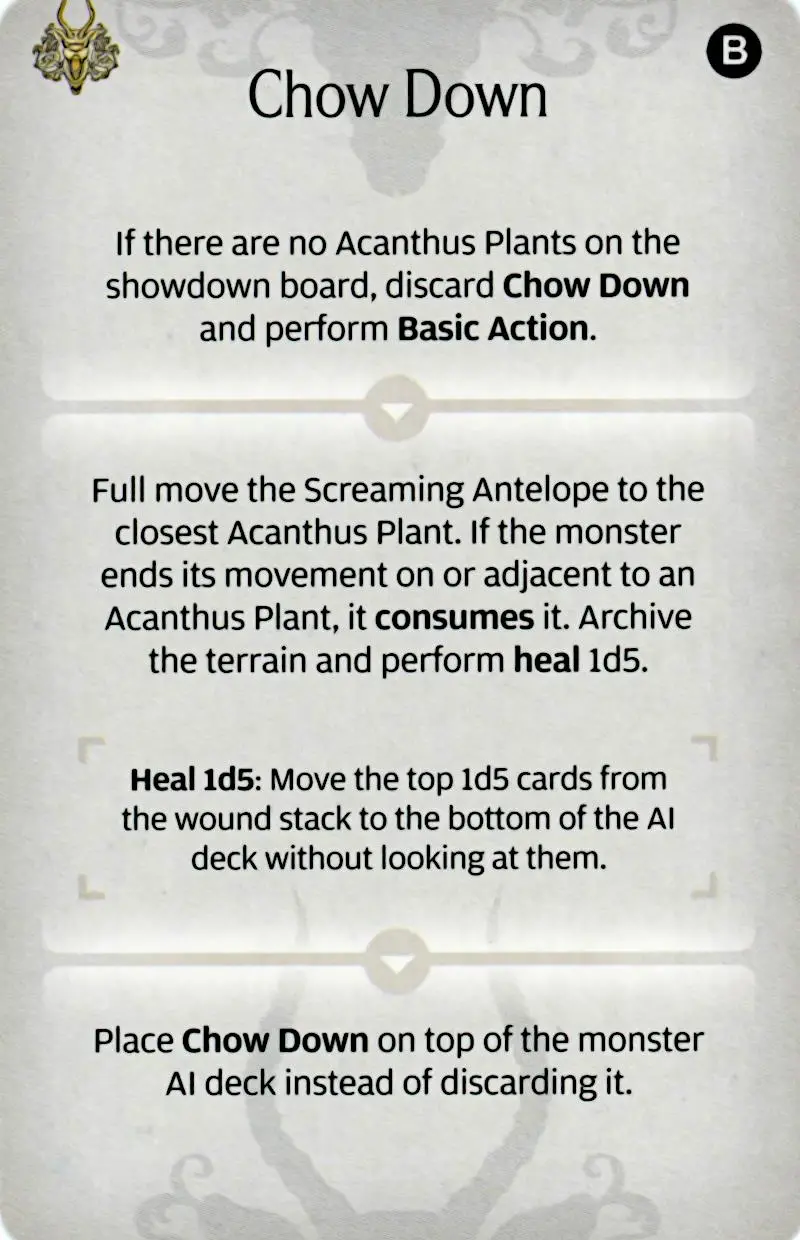 B
Chow Down
If there are no Acanthus Plants on the
showdown board, discard Chow Down
and perform Basic Action.
Full move the Screaming Antelope to the
closest Acanthus Plant. If the monster
ends its movement on or adjacent to an
Acanthus Plant, it consumes it. Archive
the terrain and perform heal 1d5.
Heal 1d5: Move the top 1d5 cards from
the wound stack to the bottom of the AI
deck without looking at them.
Place Chow Down on top of the monster
AI deck instead of discarding it.